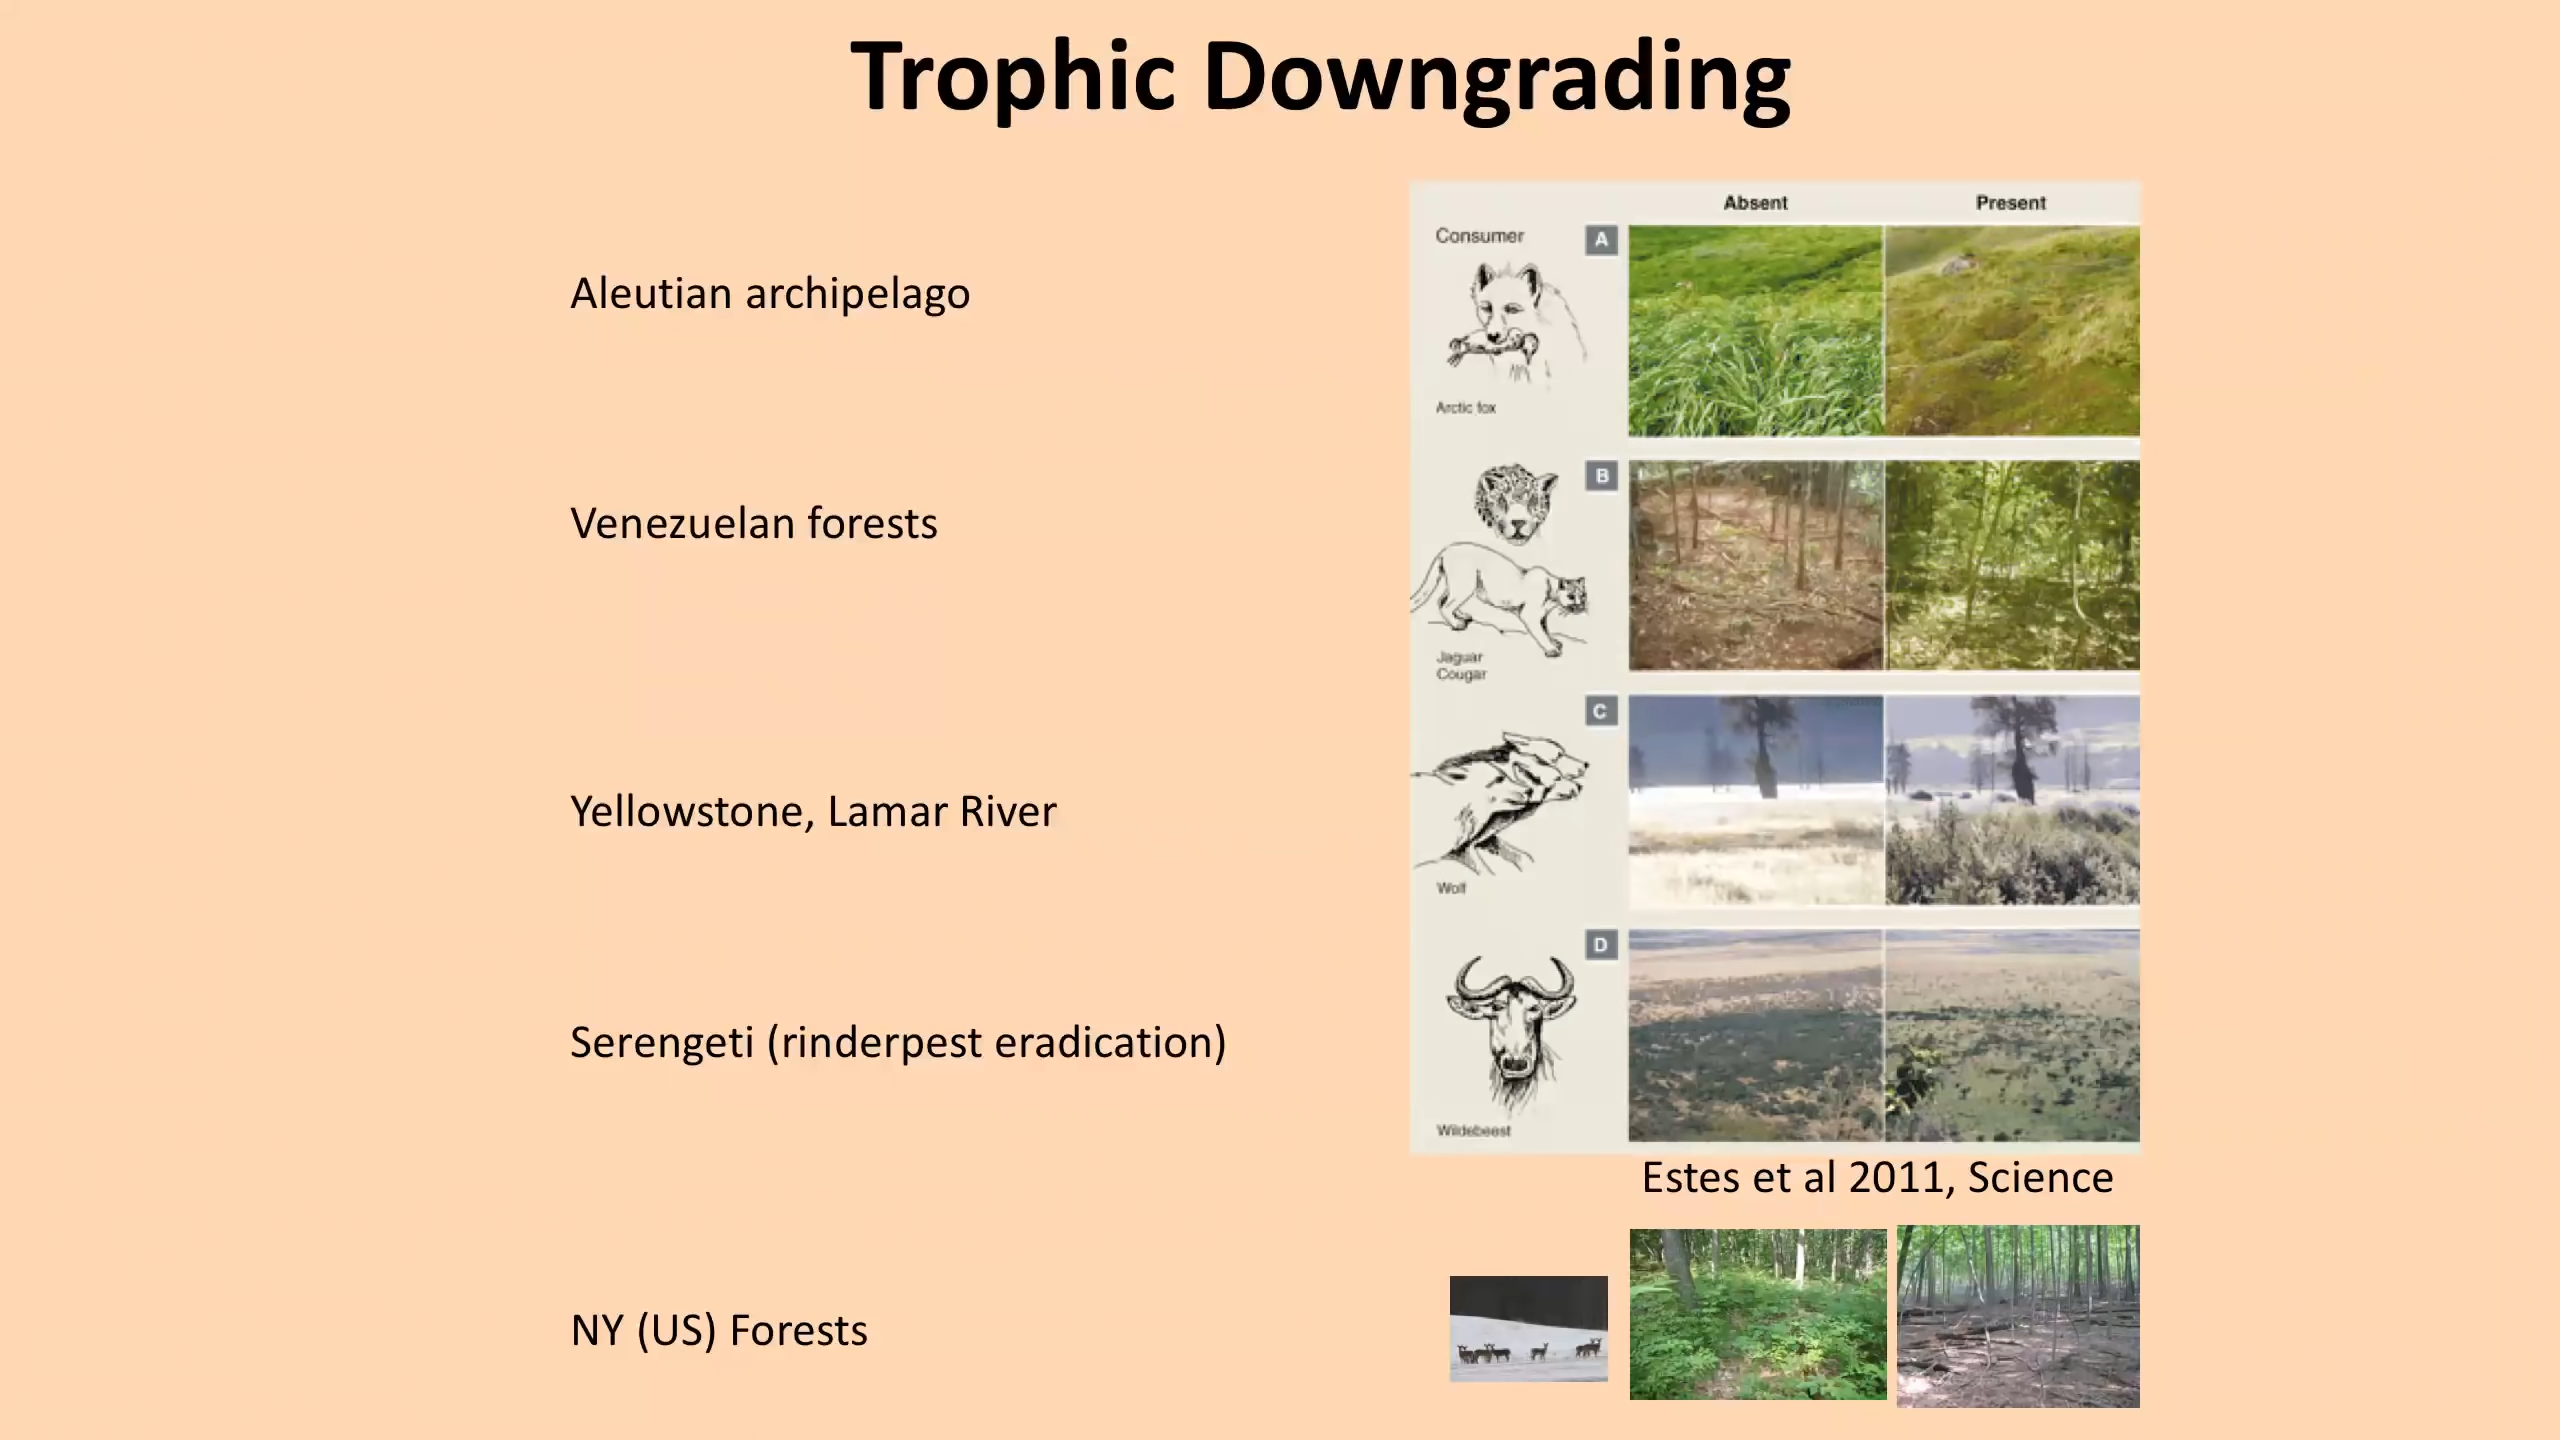 Trophic Downgrading
Absent Present
Consumer A
Aleutian archipelago
Arctic fox
B
Venezuelan forests
Jaguar
Cougar
C
Yellowstone, Lamar River
Wolf
D
Serengeti (rinderpest eradication)
Wildebeest
Estes et al 2011, Science
NY (US) Forests